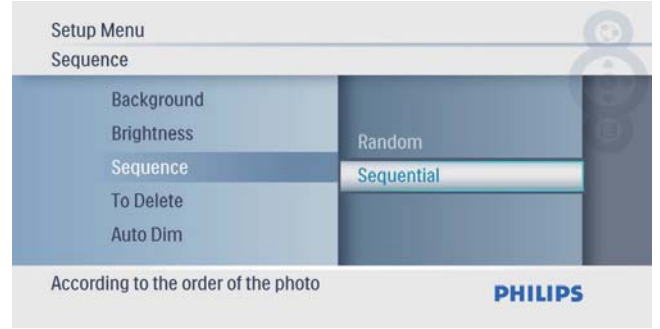 Setup Menu
Sequence
Background
Brightness
Sequence
To Delete
Auto Dim
Random
Sequential
According to the order of the photo
PHILIPS